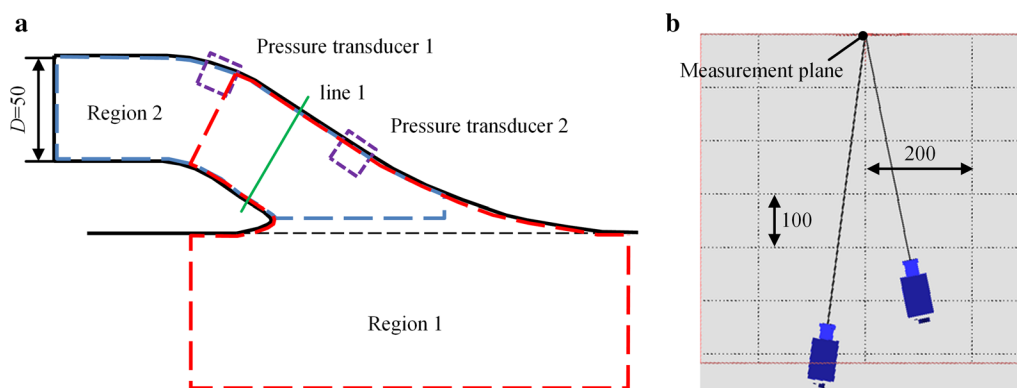 a
Pressure transducer 1
D=50
Region 2
line 1
Pressure transducer 2
Region 1
b
Measurement plane
200
100